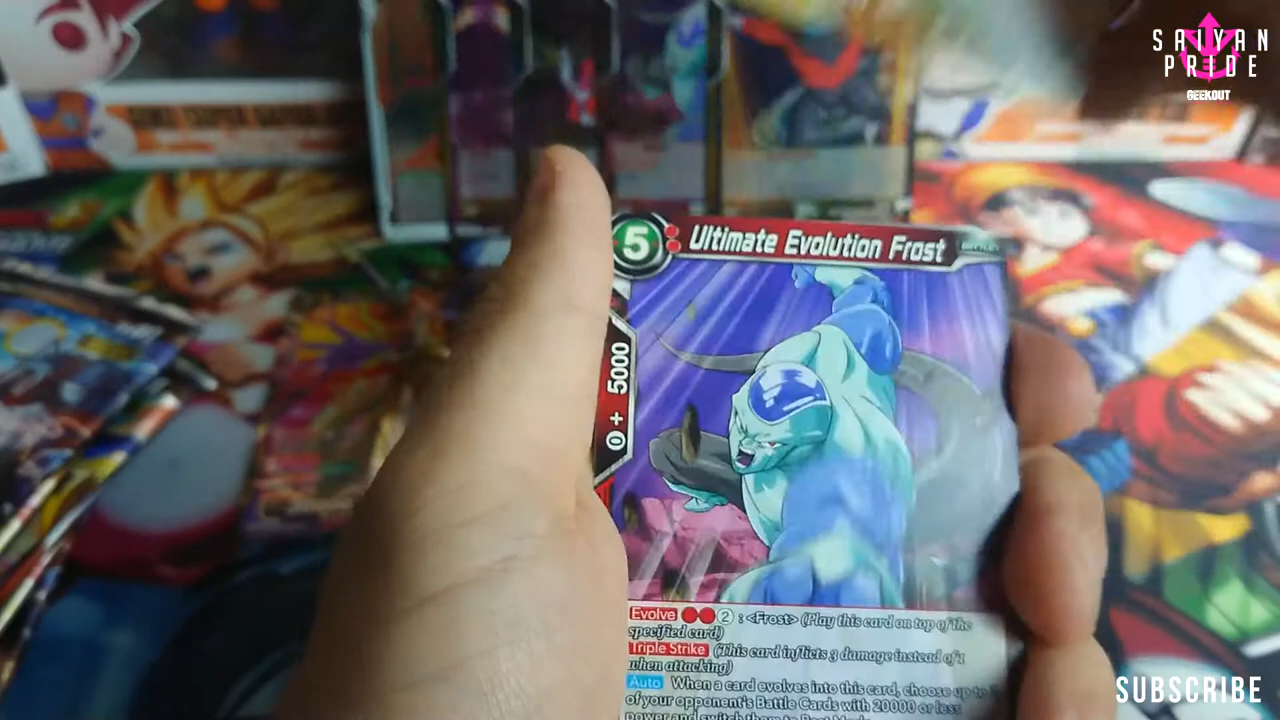 SAIYAN
PRIDE
GEEKOUT
5 Ultimate Evolution Frost
0 + 5000
Evolve 2 : <Frost> (Play this card on top of the
specified card)
Triple Strike (This card inflicts 3 damage instead of 1
when attacking)
Auto When a card evolves into this card, choose up to
of your opponent's Battle Cards with 20000 or less
power and switch them to Rest Mode.
SUBSCRIBE